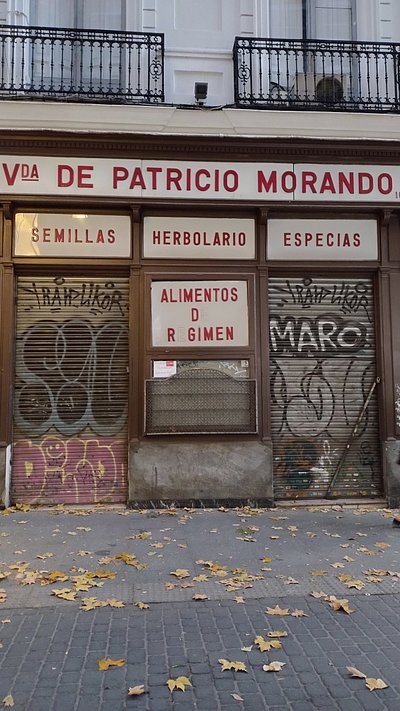 VDA DE PATRICIO MORANDO
SEMILLAS
HERBOLARIO
ESPECIAS
ALIMENTOS
D
R GIMEN
MARO